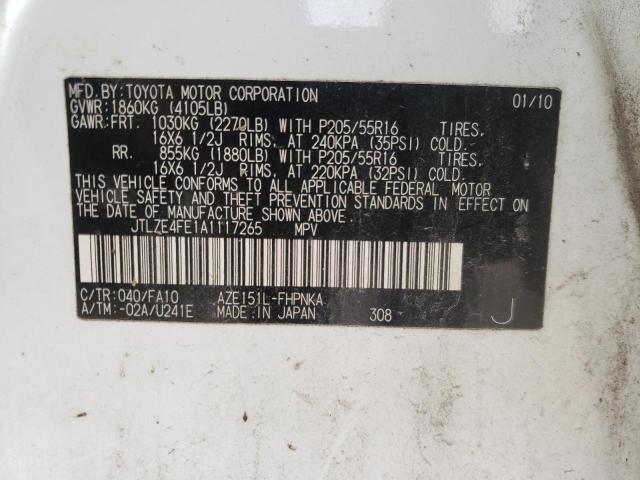 MFD.BY:TOYOTA MOTOR CORPORATION 01/10
GVWR:1860KG (4105LB)
GAWR:FRT. 1030KG (2270LB) WITH P205/55R16 TIRES,
16X6 1/2J RIMS, AT 240KPA (35PSI) COLD.
RR. 855KG (1880LB) WITH P205/55R16 TIRES,
16X6 1/2J RIMS, AT 220KPA (32PSI) COLD.
THIS VEHICLE CONFORMS TO ALL APPLICABLE FEDERAL MOTOR
VEHICLE SAFETY AND THEFT PREVENTION STANDARDS IN EFFECT ON
THE DATE OF MANUFACTURE SHOWN ABOVE.
JTLZE4FE1A1117265 MPV
C/TR:040/FA10 AZE151L-FHPNKA
A/TM:-02A/U241E MADE IN JAPAN 308 J